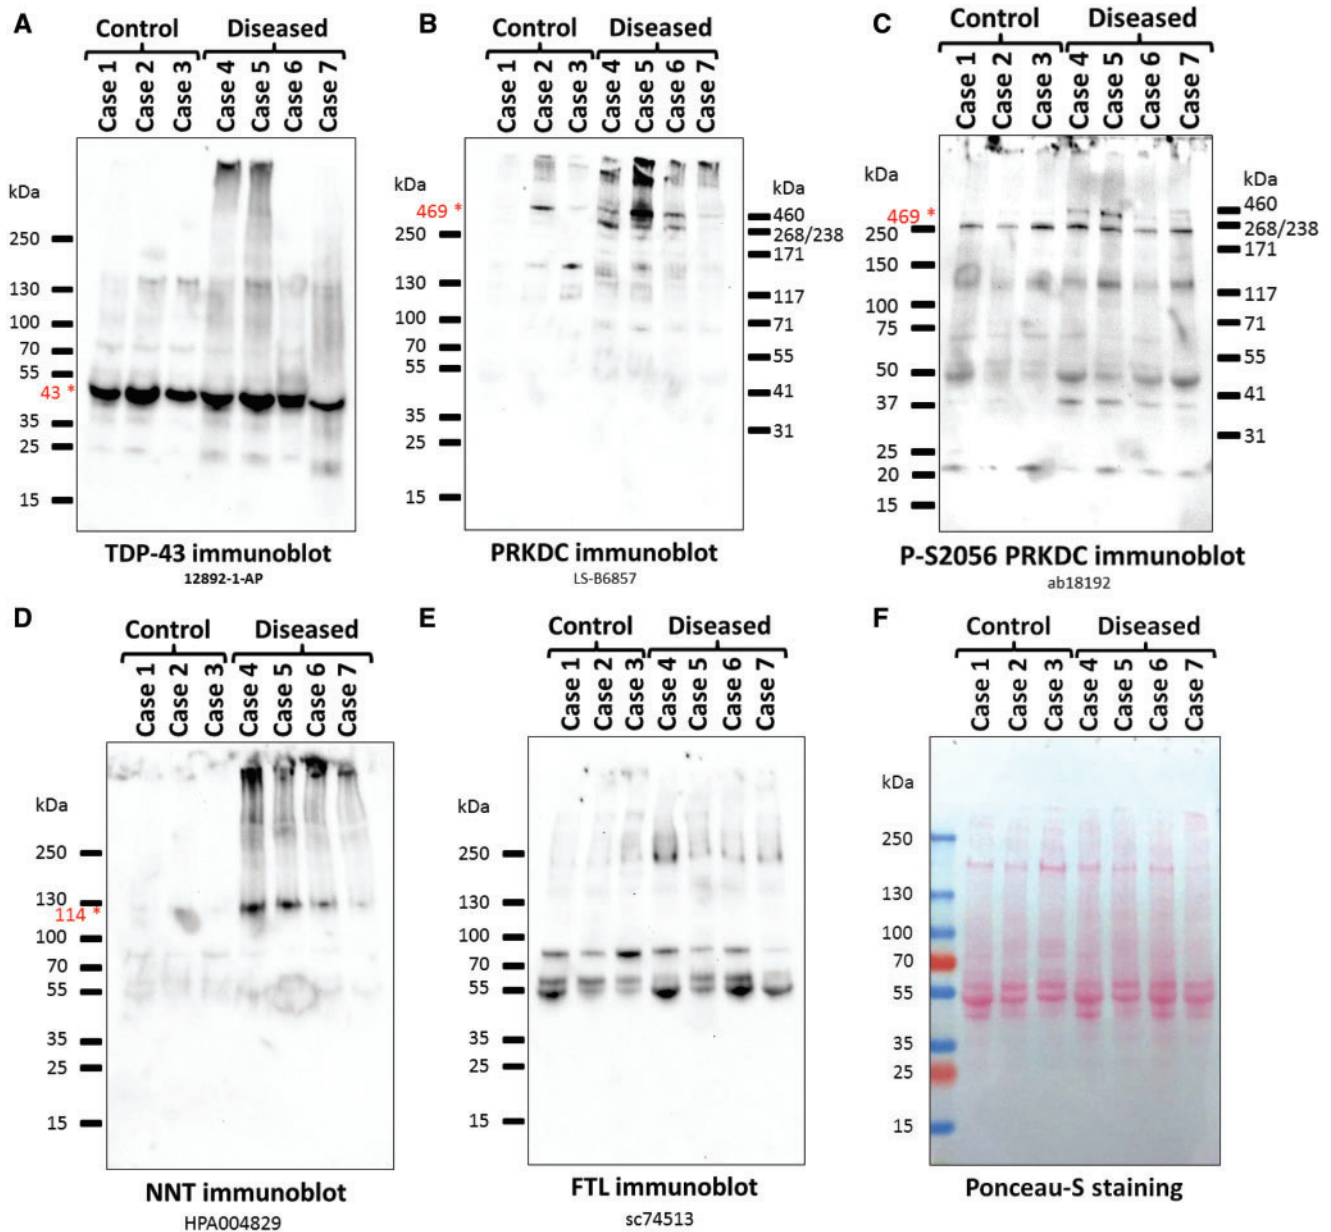 A
Control Diseased
Case 1 Case 2 Case 3 Case 4 Case 5 Case 6 Case 7
kDa
250
130
100
70
55
43 *
35
25
15
TDP-43 immunoblot
12892-1-AP
B
Control Diseased
Case 1 Case 2 Case 3 Case 4 Case 5 Case 6 Case 7
kDa kDa
469 * 460
250 268/238
171
130 117
100 71
70
55 55
41
35 31
25
15
PRKDC immunoblot
LS-B6857
C
Control Diseased
Case 1 Case 2 Case 3 Case 4 Case 5 Case 6 Case 7
kDa kDa
469 * 460
250 268/238
171
150
117
100
75 71
55
50
37 41
31
25
20
15
P-S2056 PRKDC immunoblot
ab18192
D
Control Diseased
Case 1 Case 2 Case 3 Case 4 Case 5 Case 6 Case 7
kDa
250
130
114 *
100
70
55
35
25
15
NNT immunoblot
HPA004829
E
Control Diseased
Case 1 Case 2 Case 3 Case 4 Case 5 Case 6 Case 7
kDa
250
130
100
70
55
35
25
15
FTL immunoblot
sc74513
F
Control Diseased
Case 1 Case 2 Case 3 Case 4 Case 5 Case 6 Case 7
kDa
250
130
100
70
55
35
25
15
Ponceau-S staining